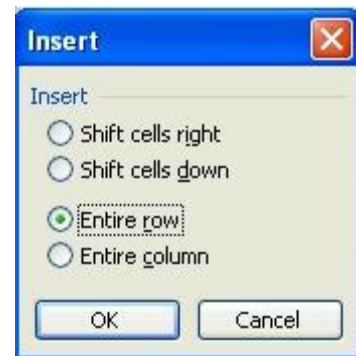 Insert
Insert
Shift cells right
Shift cells down
Entire row
Entire column
OK Cancel